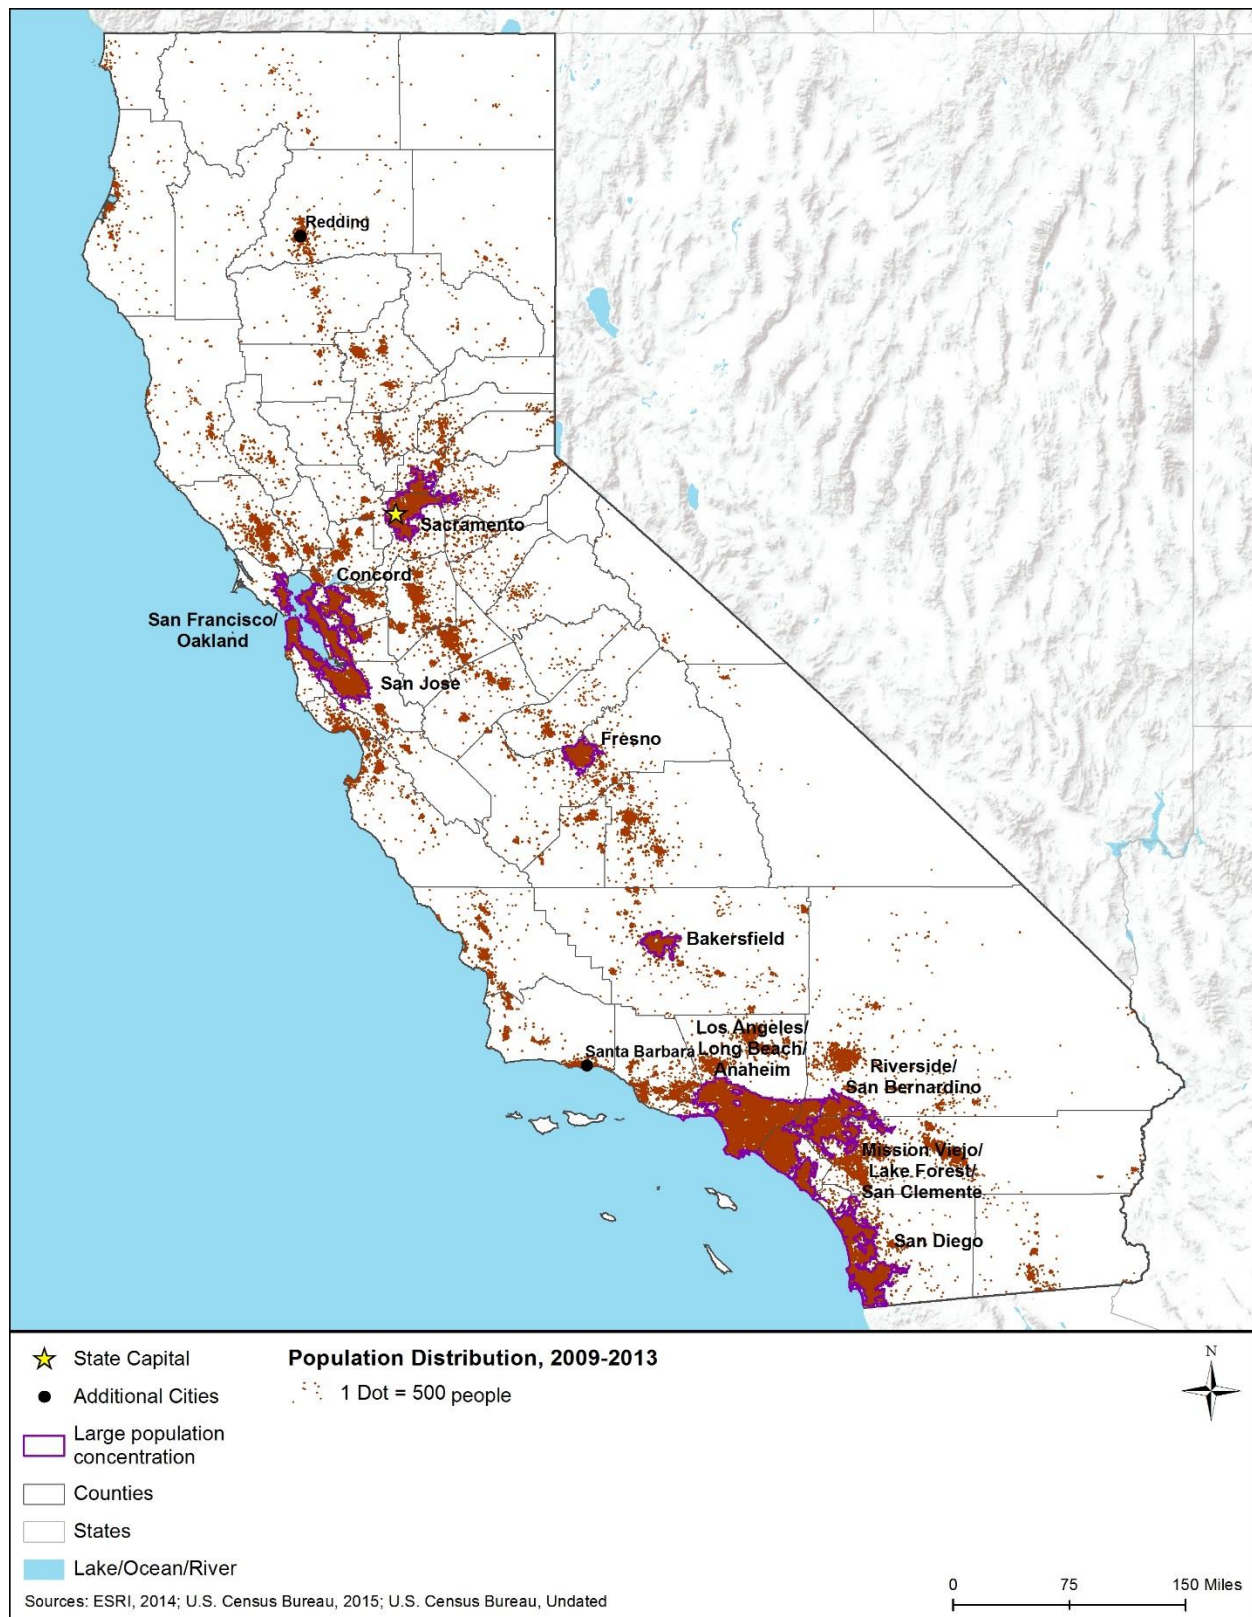 Redding
Sacramento
Concord
San Francisco/
Oakland
San Jose
Fresno
Bakersfield
Los Angeles/
Long Beach/
Anaheim
Santa Barbara
Riverside/
San Bernardino
Mission Viejo/
Lake Forest/
San Clemente
San Diego
State Capital
Additional Cities
Large population
concentration
Counties
States
Lake/Ocean/River
Population Distribution, 2009-2013
1 Dot = 500 people
N
0 75 150 Miles
Sources: ESRI, 2014; U.S. Census Bureau, 2015; U.S. Census Bureau, Undated